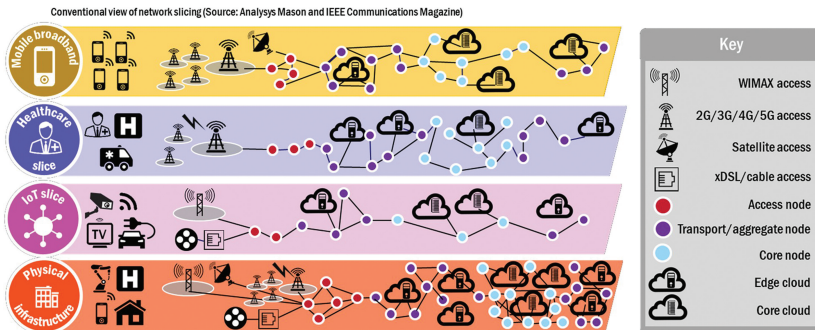 Conventional view of network slicing (Source: Analysys Mason and IEEE Communications Magazine)
Mobile broadband
Healthcare
slice
H
IoT slice
TV
Physical
infrastructure
H
Key
WIMAX access
2G/3G/4G/5G access
Satellite access
xDSL/cable access
Access node
Transport/aggregate node
Core node
Edge cloud
Core cloud